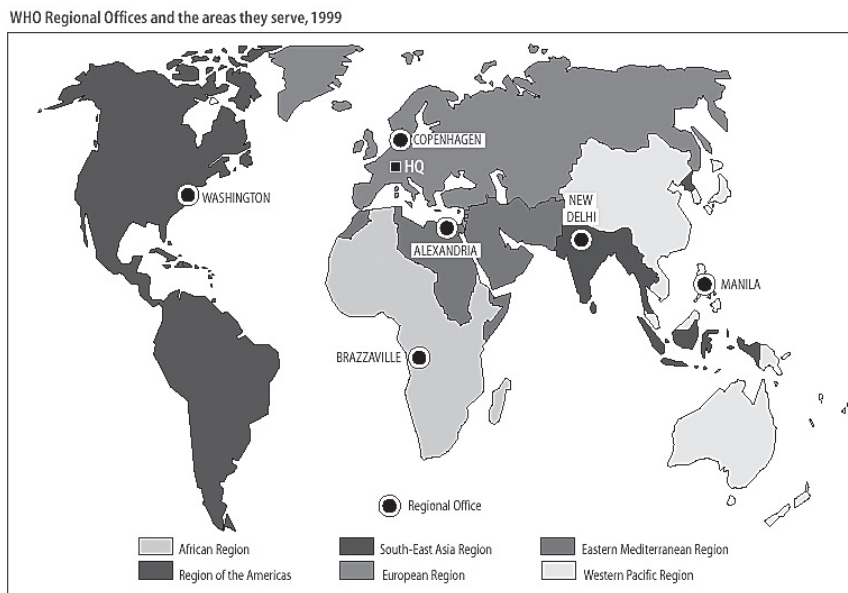 WHO Regional Offices and the areas they serve, 1999
COPENHAGEN
HQ
WASHINGTON
NEW
DELHI
ALEXANDRIA
MANILA
BRAZZAVILLE
Regional Office
African Region
South-East Asia Region
Eastern Mediterranean Region
Region of the Americas
European Region
Western Pacific Region